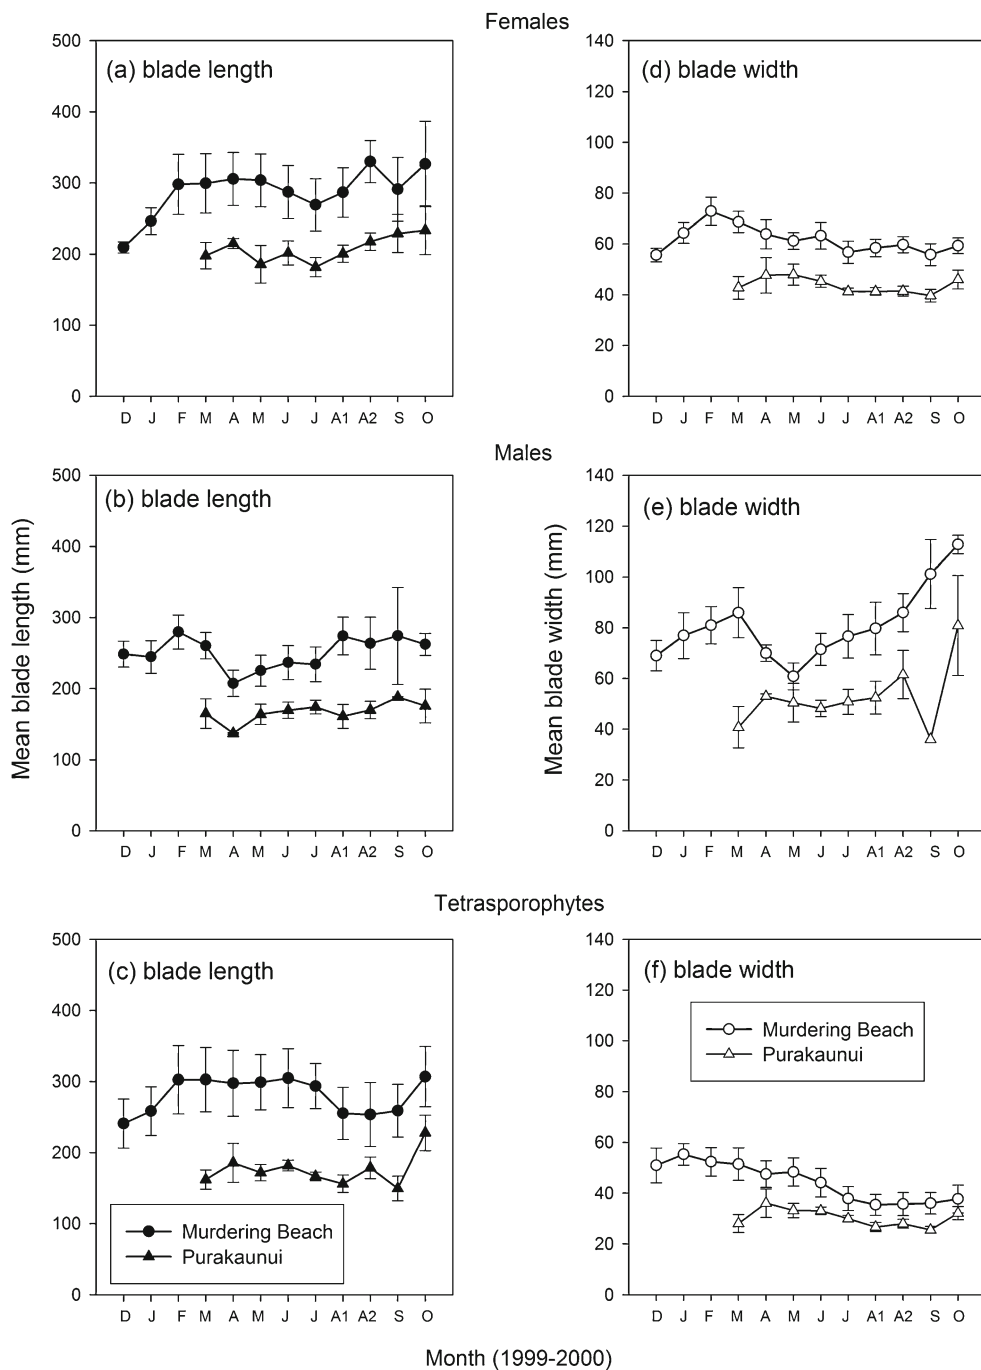 Females
(a) blade length
500
400
300
200
100
0
D J F M A M J J A1 A2 S O
(d) blade width
140
120
100
80
60
40
20
0
D J F M A M J J A1 A2 S O
Males
Mean blade length (mm)
(b) blade length
500
400
300
200
100
0
D J F M A M J J A1 A2 S O
Mean blade width (mm)
(e) blade width
140
120
100
80
60
40
20
0
D J F M A M J J A1 A2 S O
Tetrasporophytes
(c) blade length
500
400
300
200
100
0
Murdering Beach
Purakaunui
D J F M A M J J A1 A2 S O
(f) blade width
140
120
100
80
60
40
20
0
Murdering Beach
Purakaunui
D J F M A M J J A1 A2 S O
Month (1999-2000)